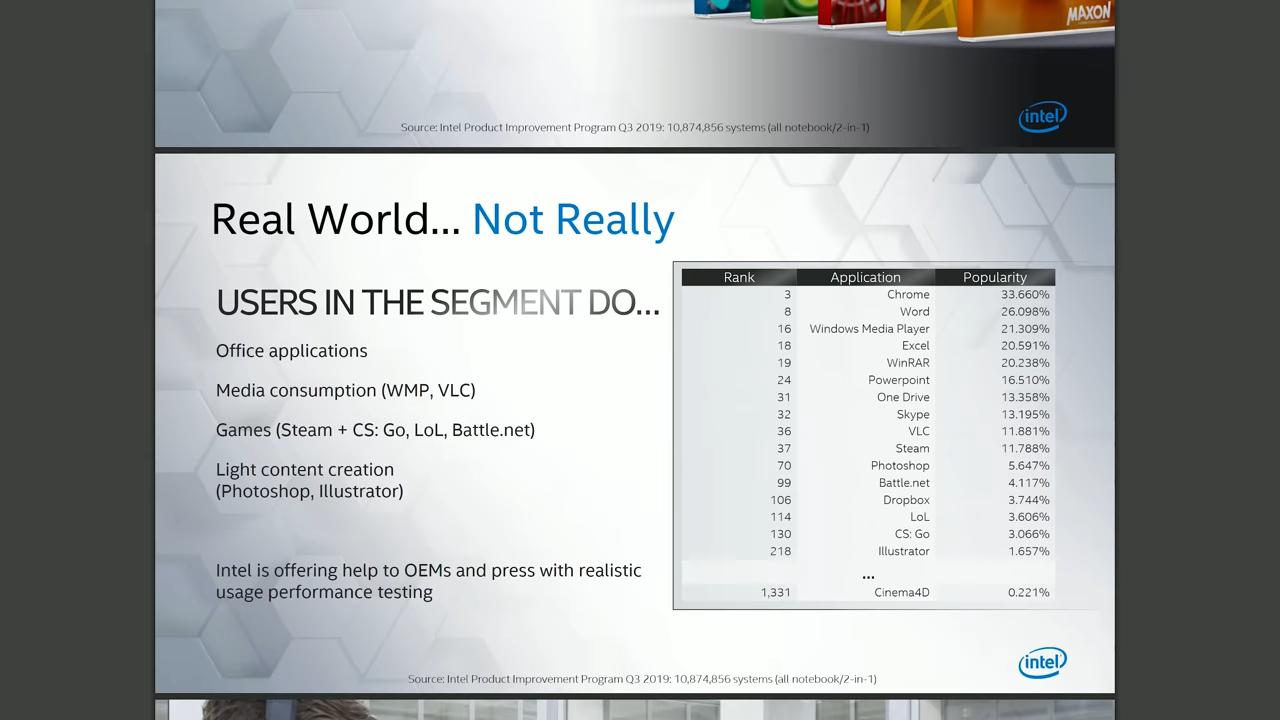 MAXON
Source: Intel Product Improvement Program Q3 2019: 10,874,856 systems (all notebook/2-in-1)
intel
Real World... Not Really
USERS IN THE SEGMENT DO...
Office applications
Media consumption (WMP, VLC)
Games (Steam + CS: Go, LoL, Battle.net)
Light content creation
(Photoshop, Illustrator)
Intel is offering help to OEMs and press with realistic
usage performance testing
Rank Application Popularity
3 Chrome 33.660%
8 Word 26.098%
16 Windows Media Player 21.309%
18 Excel 20.591%
19 WinRAR 20.238%
24 Powerpoint 16.510%
31 One Drive 13.358%
32 Skype 13.195%
36 VLC 11.881%
37 Steam 11.788%
70 Photoshop 5.647%
99 Battle.net 4.117%
106 Dropbox 3.744%
114 LoL 3.606%
130 CS: Go 3.066%
218 Illustrator 1.657%
...
1,331 Cinema4D 0.221%
Source: Intel Product Improvement Program Q3 2019: 10,874,856 systems (all notebook/2-in-1)
intel